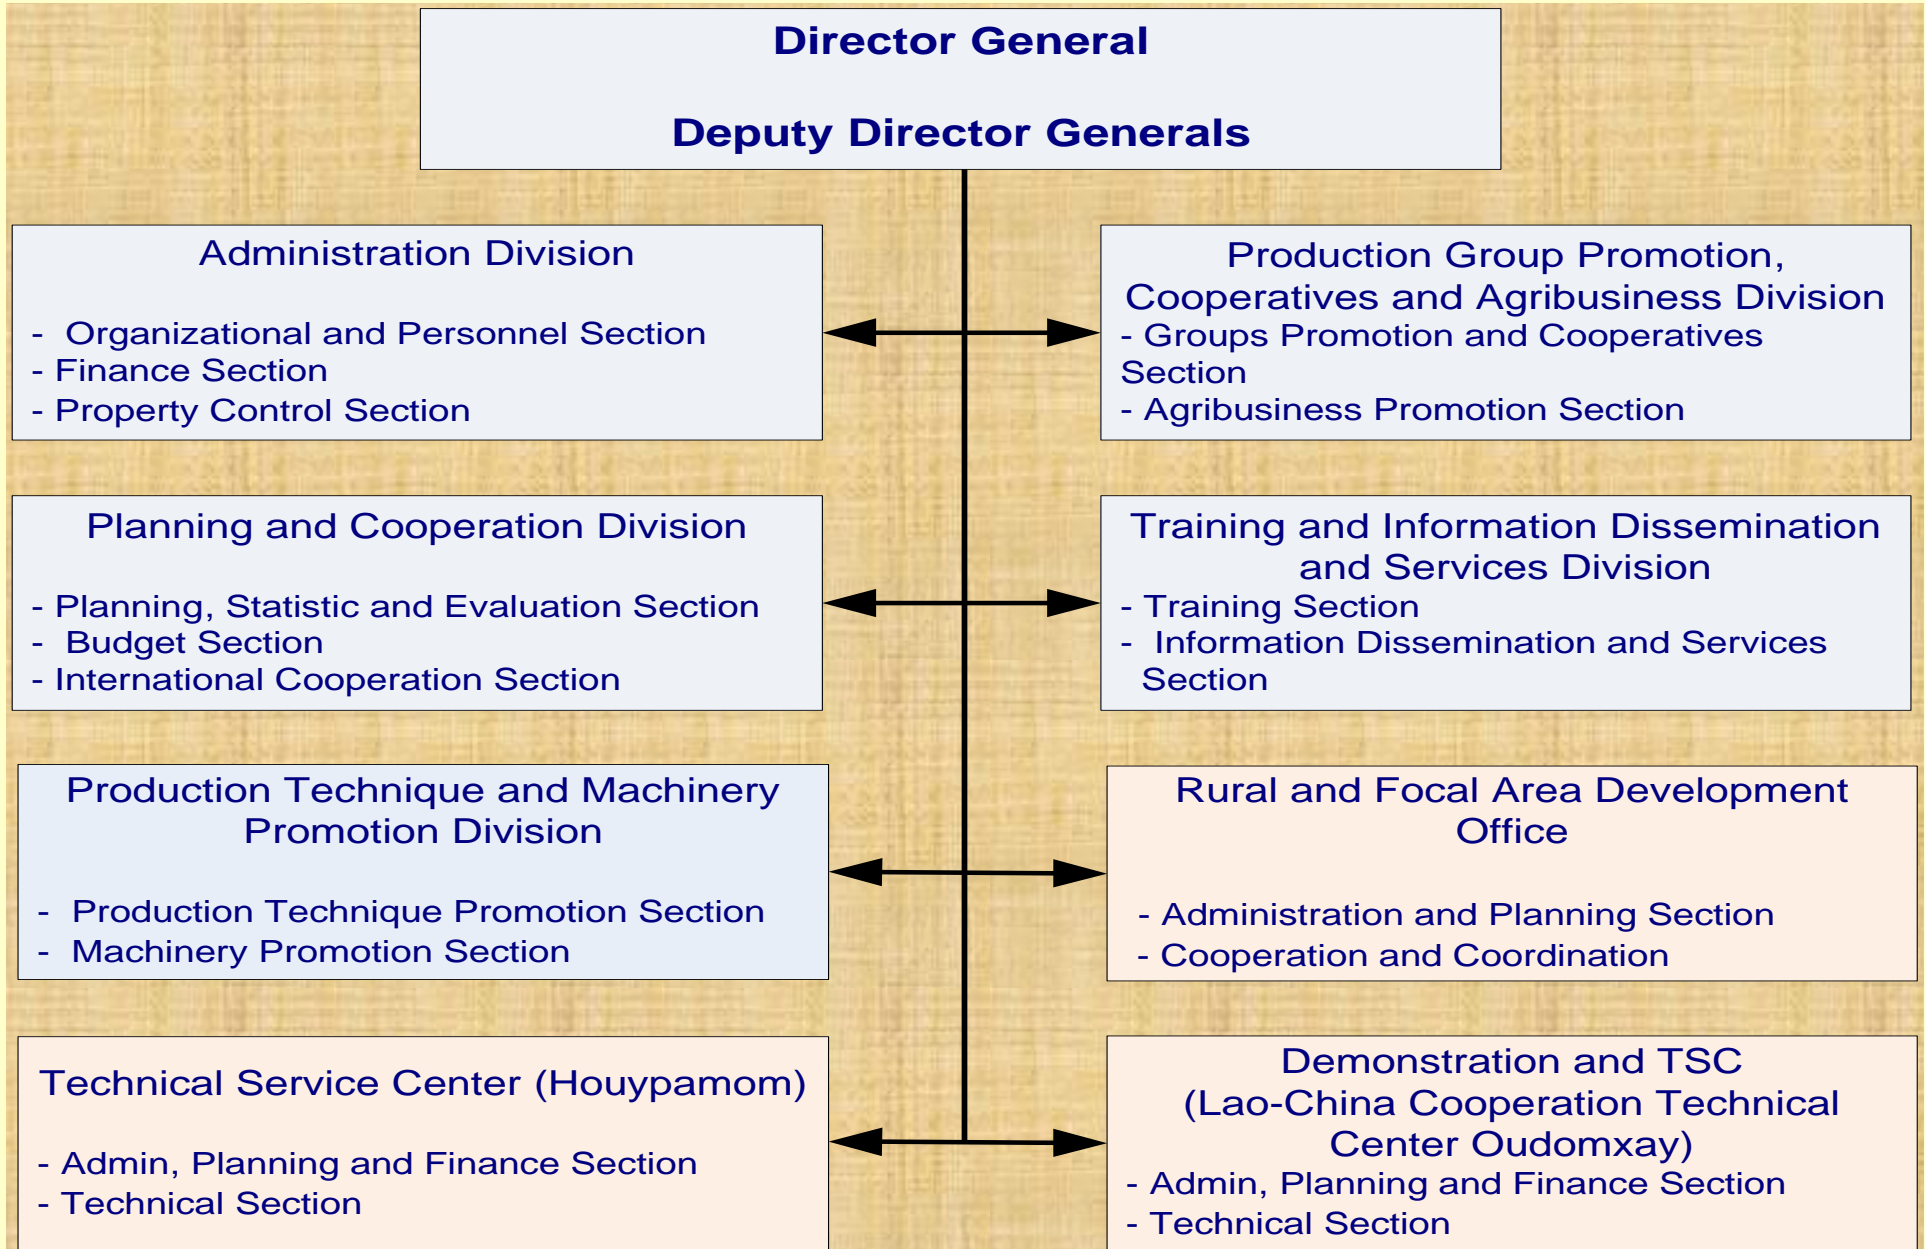 Director General
Deputy Director Generals
Administration Division
- Organizational and Personnel Section
- Finance Section
- Property Control Section
Production Group Promotion,
Cooperatives and Agribusiness Division
- Groups Promotion and Cooperatives
Section
- Agribusiness Promotion Section
Planning and Cooperation Division
- Planning, Statistic and Evaluation Section
- Budget Section
- International Cooperation Section
Training and Information Dissemination
and Services Division
- Training Section
- Information Dissemination and Services
Section
Production Technique and Machinery
Promotion Division
- Production Technique Promotion Section
- Machinery Promotion Section
Rural and Focal Area Development
Office
- Administration and Planning Section
- Cooperation and Coordination
Technical Service Center (Houypamom)
- Admin, Planning and Finance Section
- Technical Section
Demonstration and TSC
(Lao-China Cooperation Technical
Center Oudomxay)
- Admin, Planning and Finance Section
- Technical Section